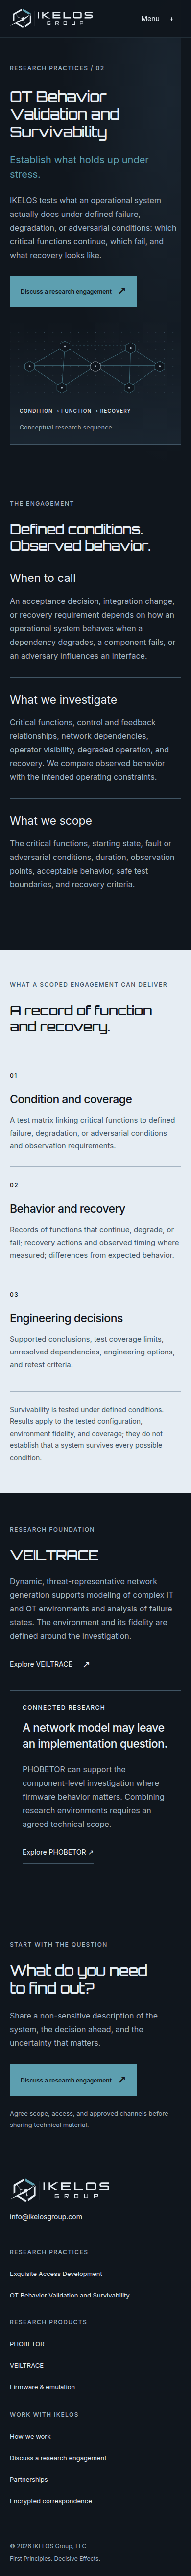 IKELOS
GROUP
Menu +
RESEARCH PRACTICES / 02
OT Behavior
Validation and
Survivability
Establish what holds up under
stress.
IKELOS tests what an operational system
actually does under defined failure,
degradation, or adversarial conditions: which
critical functions continue, which fail, and
what recovery looks like.
Discuss a research engagement ↗
CONDITION → FUNCTION → RECOVERY
Conceptual research sequence
THE ENGAGEMENT
Defined conditions.
Observed behavior.
When to call
An acceptance decision, integration change,
or recovery requirement depends on how an
operational system behaves when a
dependency degrades, a component fails, or
an adversary influences an interface.
What we investigate
Critical functions, control and feedback
relationships, network dependencies,
operator visibility, degraded operation, and
recovery. We compare observed behavior
with the intended operating constraints.
What we scope
The critical functions, starting state, fault or
adversarial conditions, duration, observation
points, acceptable behavior, safe test
boundaries, and recovery criteria.
WHAT A SCOPED ENGAGEMENT CAN DELIVER
A record of function
and recovery.
01
Condition and coverage
A test matrix linking critical functions to defined
failure, degradation, or adversarial conditions
and observation requirements.
02
Behavior and recovery
Records of functions that continue, degrade, or
fail; recovery actions and observed timing where
measured; differences from expected behavior.
03
Engineering decisions
Supported conclusions, test coverage limits,
unresolved dependencies, engineering options,
and retest criteria.
Survivability is tested under defined conditions.
Results apply to the tested configuration,
environment fidelity, and coverage; they do not
establish that a system survives every possible
condition.
RESEARCH FOUNDATION
VEILTRACE
Dynamic, threat-representative network
generation supports modeling of complex IT
and OT environments and analysis of failure
states. The environment and its fidelity are
defined around the investigation.
Explore VEILTRACE ↗
CONNECTED RESEARCH
A network model may leave
an implementation question.
PHOBETOR can support the
component-level investigation where
firmware behavior matters. Combining
research environments requires an
agreed technical scope.
Explore PHOBETOR ↗
START WITH THE QUESTION
What do you need
to find out?
Share a non-sensitive description of the
system, the decision ahead, and the
uncertainty that matters.
Discuss a research engagement ↗
Agree scope, access, and approved channels before
sharing technical material.
IKELOS
GROUP
info@ikelosgroup.com
RESEARCH PRACTICES
Exquisite Access Development
OT Behavior Validation and Survivability
RESEARCH PRODUCTS
PHOBETOR
VEILTRACE
Firmware & emulation
WORK WITH IKELOS
How we work
Discuss a research engagement
Partnerships
Encrypted correspondence
© 2026 IKELOS Group, LLC
First Principles. Decisive Effects.